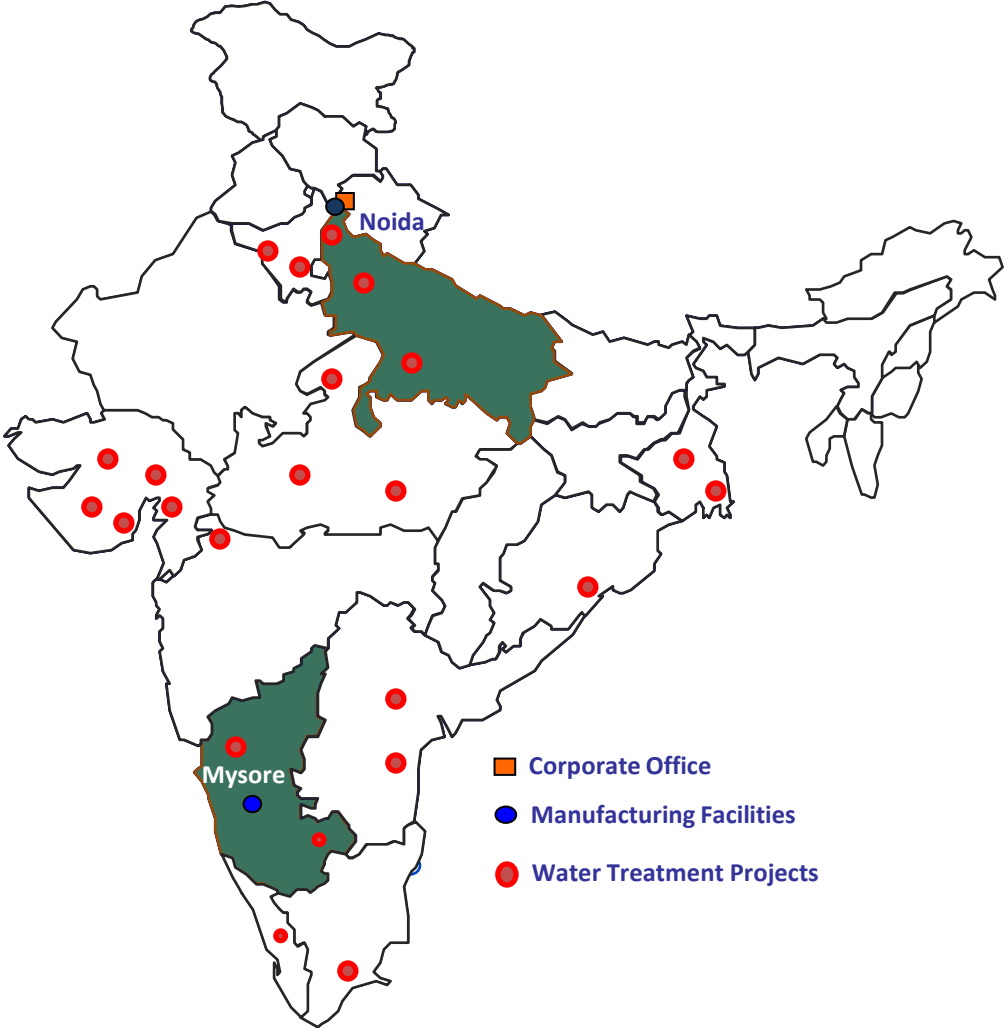 Noida
Mysore
Corporate Office
Manufacturing Facilities
Water Treatment Projects